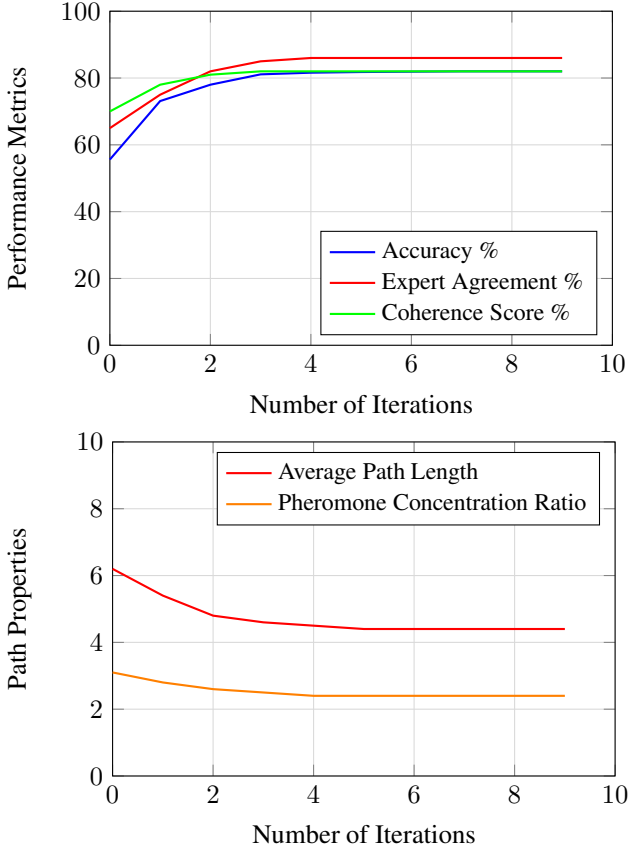 100
80
60
40
20
0
Performance Metrics
Accuracy %
Expert Agreement %
Coherence Score %
0 2 4 6 8 10
Number of Iterations
10
8
6
4
2
0
Path Properties
Average Path Length
Pheromone Concentration Ratio
0 2 4 6 8 10
Number of Iterations